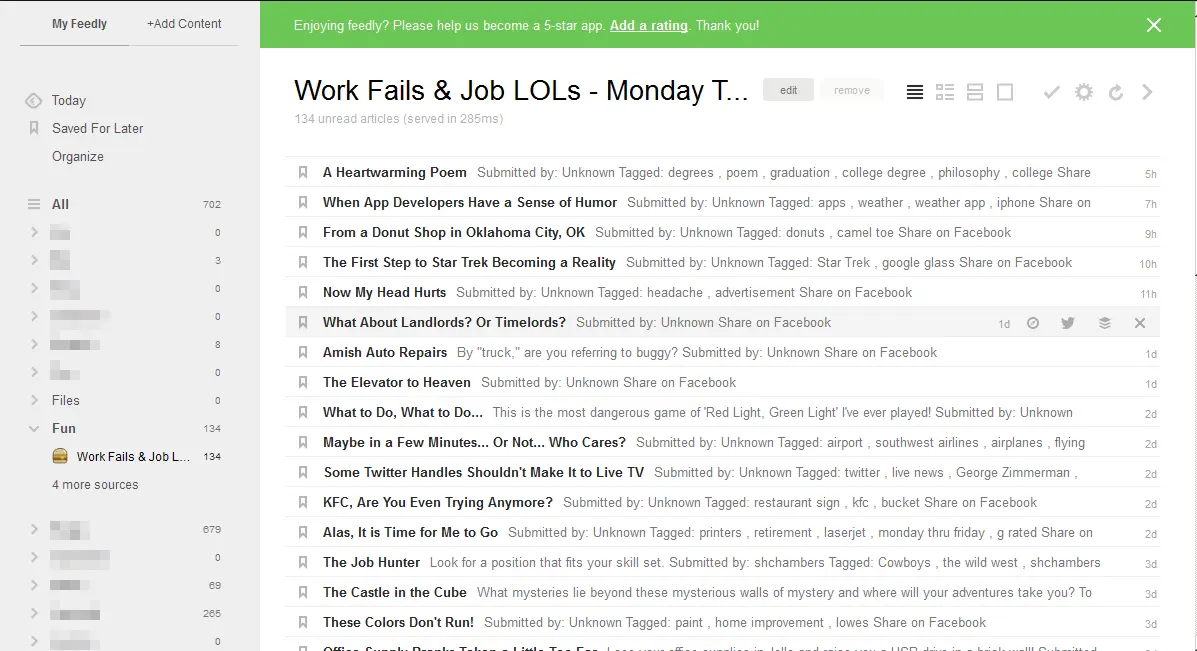 My Feedly +Add Content
Enjoying feedly? Please help us become a 5-star app. Add a rating. Thank you!
Work Fails & Job LOLs - Monday T... edit remove
134 unread articles (served in 285ms)
Today
Saved For Later
Organize
All 702
0
3
0
0
8
0
Files 0
Fun 134
Work Fails & Job L... 134
4 more sources
679
0
69
265
0
A Heartwarming Poem Submitted by: Unknown Tagged: degrees , poem , graduation , college degree , philosophy , college Share 5h
When App Developers Have a Sense of Humor Submitted by: Unknown Tagged: apps , weather , weather app , iphone Share on 7h
From a Donut Shop in Oklahoma City, OK Submitted by: Unknown Tagged: donuts , camel toe Share on Facebook 9h
The First Step to Star Trek Becoming a Reality Submitted by: Unknown Tagged: Star Trek , google glass Share on Facebook 10h
Now My Head Hurts Submitted by: Unknown Tagged: headache , advertisement Share on Facebook 11h
What About Landlords? Or Timelords? Submitted by: Unknown Share on Facebook 1d
Amish Auto Repairs By "truck," are you referring to buggy? Submitted by: Unknown Share on Facebook 1d
The Elevator to Heaven Submitted by: Unknown Share on Facebook 1d
What to Do, What to Do... This is the most dangerous game of 'Red Light, Green Light' I've ever played! Submitted by: Unknown 2d
Maybe in a Few Minutes... Or Not... Who Cares? Submitted by: Unknown Tagged: airport , southwest airlines , airplanes , flying 2d
Some Twitter Handles Shouldn't Make It to Live TV Submitted by: Unknown Tagged: twitter , live news , George Zimmerman , 2d
KFC, Are You Even Trying Anymore? Submitted by: Unknown Tagged: restaurant sign , kfc , bucket Share on Facebook 2d
Alas, It is Time for Me to Go Submitted by: Unknown Tagged: printers , retirement , laserjet , monday thru friday , g rated Share on 2d
The Job Hunter Look for a position that fits your skill set. Submitted by: shchambers Tagged: Cowboys , the wild west , shchambers 3d
The Castle in the Cube What mysteries lie beyond these mysterious walls of mystery and where will your adventures take you? To 3d
These Colors Don't Run! Submitted by: Unknown Tagged: paint , home improvement , lowes Share on Facebook 3d